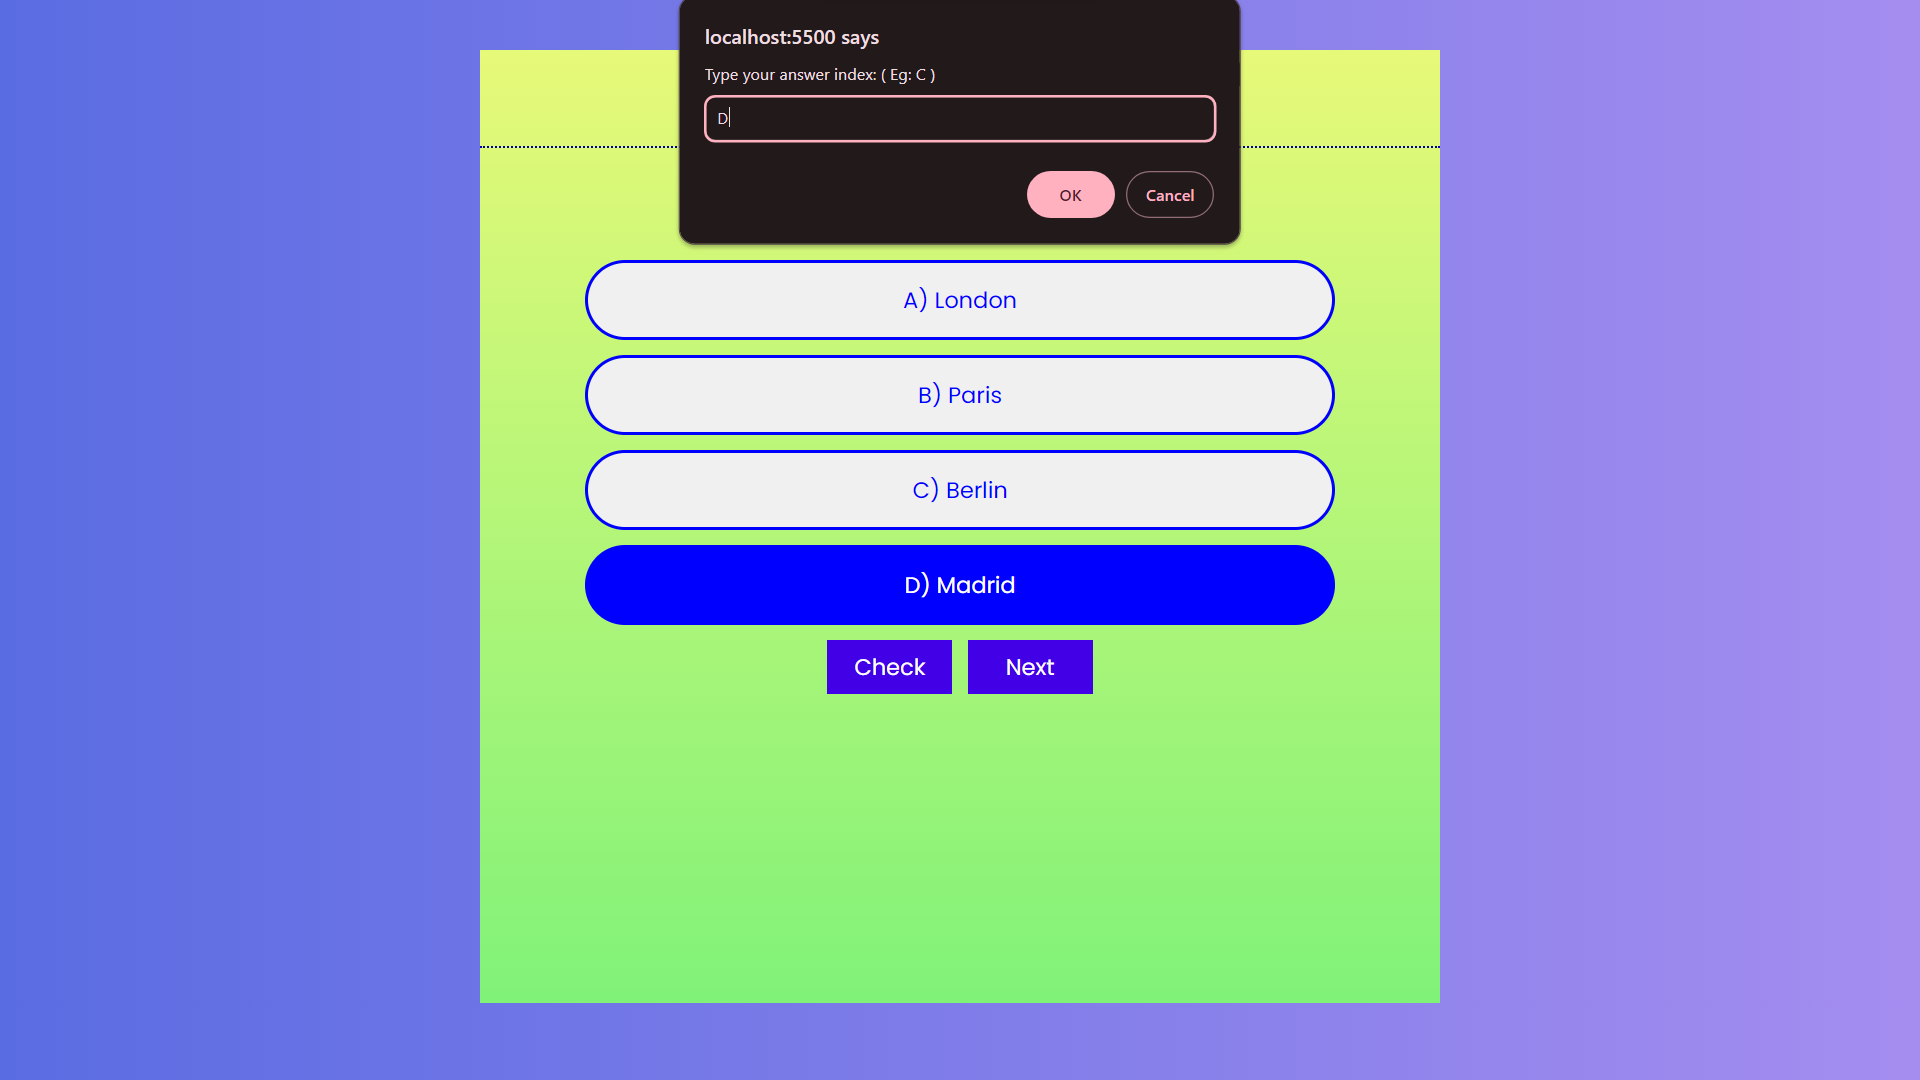 localhost:5500 says
Type your answer index: ( Eg: C )
D
OK Cancel
A) London
B) Paris
C) Berlin
D) Madrid
Check Next